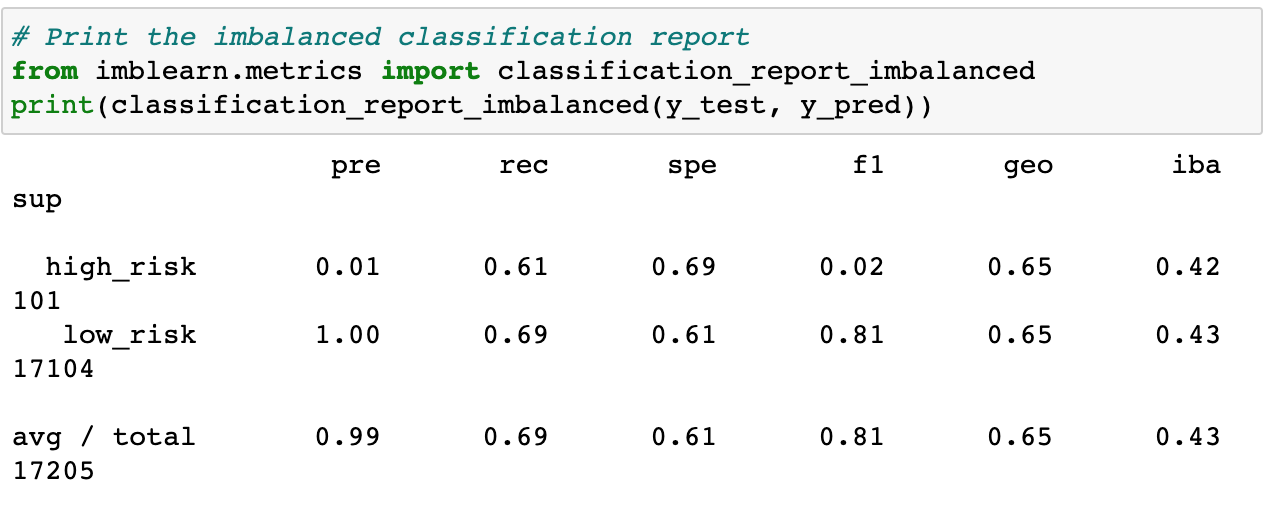 # Print the imbalanced classification report
from imblearn.metrics import classification_report_imbalanced
print(classification_report_imbalanced(y_test, y_pred))
pre rec spe f1 geo iba
sup
high_risk 0.01 0.61 0.69 0.02 0.65 0.42
101
low_risk 1.00 0.69 0.61 0.81 0.65 0.43
17104
avg / total 0.99 0.69 0.61 0.81 0.65 0.43
17205